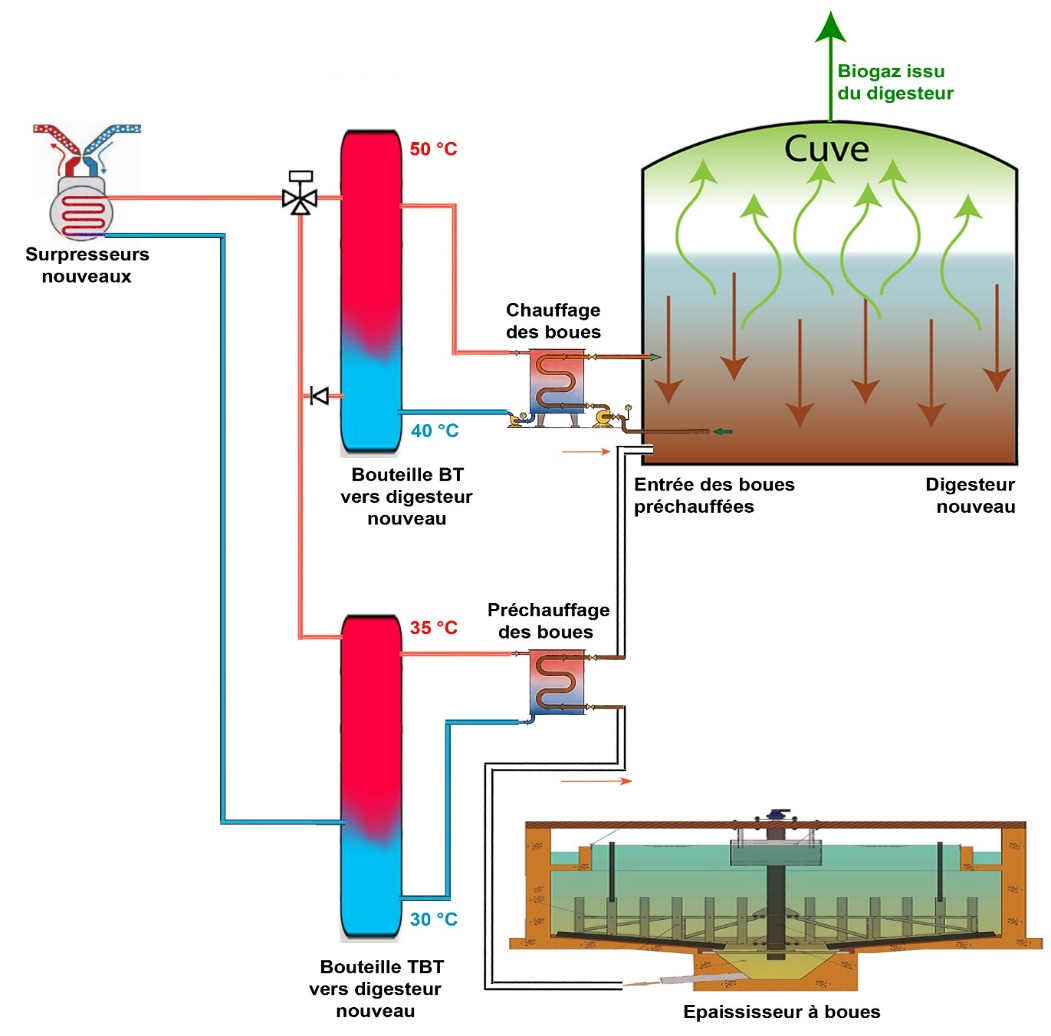 Biogaz issu
du digesteur
Cuve
50 °C
Surpresseurs
nouveaux
Chauffage
des boues
40 °C
Bouteille BT
vers digesteur
nouveau
Entrée des boues
préchauffées
Digesteur
nouveau
Préchauffage
des boues
35 °C
30 °C
Bouteille TBT
vers digesteur
nouveau
Epaississeur à boues